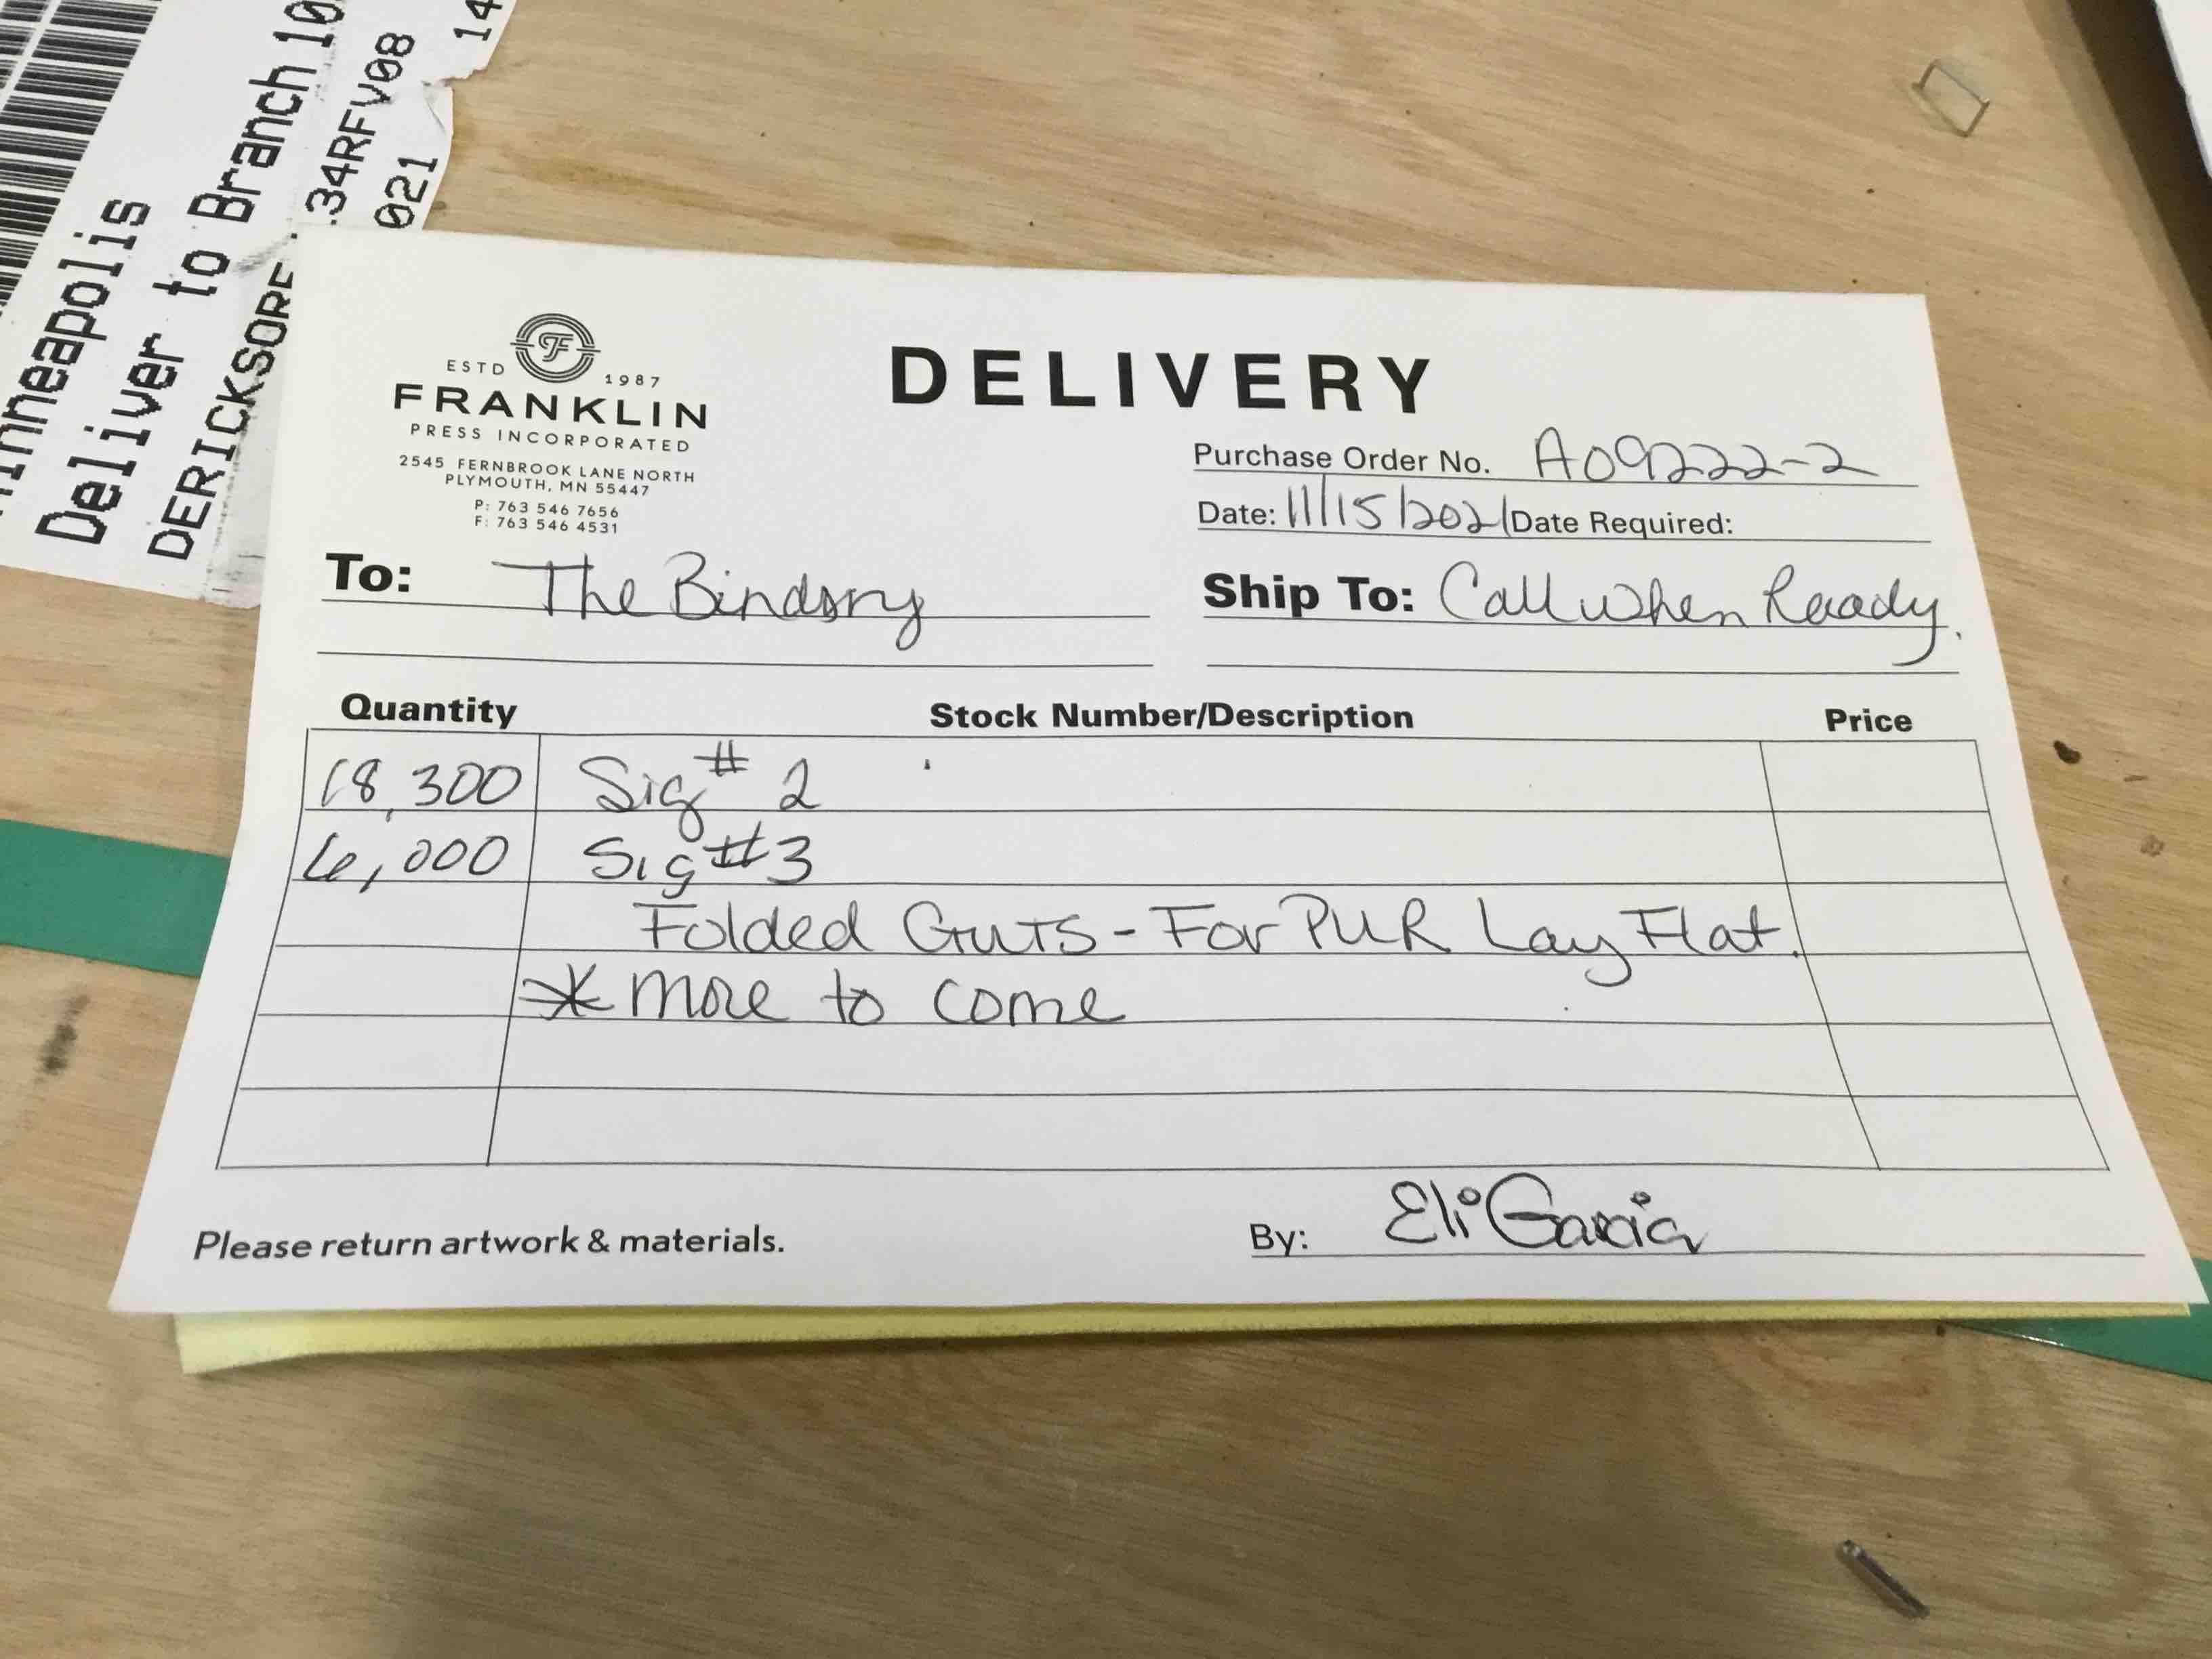 Minneapolis
Deliver to Branch 10
DERICKSORE
34RFV08
021
14
ESTD 1987
FRANKLIN
PRESS INCORPORATED
2545 FERNBROOK LANE NORTH
PLYMOUTH, MN 55447
P: 763 546 7656
F: 763 546 4531
DELIVERY
Purchase Order No. A09222-2
Date: 11/15/2021 Date Required:
To: The Bindery
Ship To: Call When Ready.
Quantity Stock Number/Description Price
18,300 Sig # 2
6,000 Sig #3
Folded Guts - For PUR Lay Flat.
* more to come
Please return artwork & materials.
By: Eli Garcia